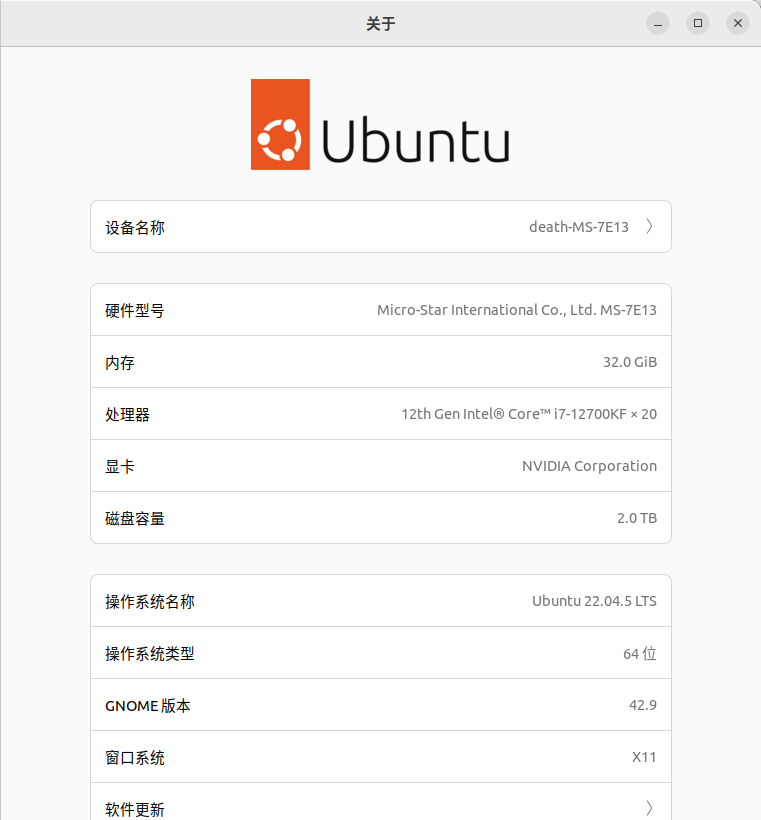 关于
Ubuntu
设备名称 death-MS-7E13
硬件型号 Micro-Star International Co., Ltd. MS-7E13
内存 32.0 GiB
处理器 12th Gen Intel® Core™ i7-12700KF × 20
显卡 NVIDIA Corporation
磁盘容量 2.0 TB
操作系统名称 Ubuntu 22.04.5 LTS
操作系统类型 64 位
GNOME 版本 42.9
窗口系统 X11
软件更新